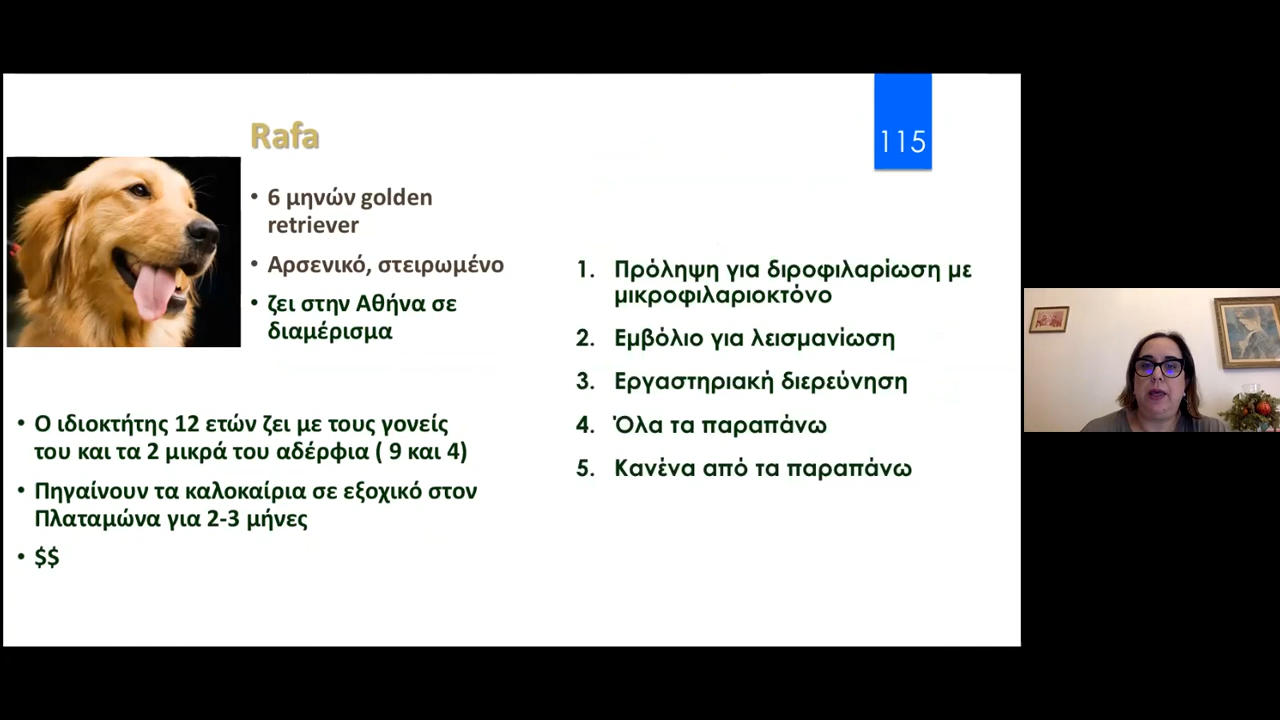 Rafa
115
• 6 μηνών golden
retriever
• Αρσενικό, στειρωμένο
• ζει στην Αθήνα σε
διαμέρισμα
• Ο ιδιοκτήτης 12 ετών ζει με τους γονείς
του και τα 2 μικρά του αδέρφια ( 9 και 4)
• Πηγαίνουν τα καλοκαίρια σε εξοχικό στον
Πλαταμώνα για 2-3 μήνες
• $$
1. Πρόληψη για διροφιλαρίωση με
μικροφιλαριοκτόνο
2. Εμβόλιο για λεισμανίωση
3. Εργαστηριακή διερεύνηση
4. Όλα τα παραπάνω
5. Κανένα από τα παραπάνω